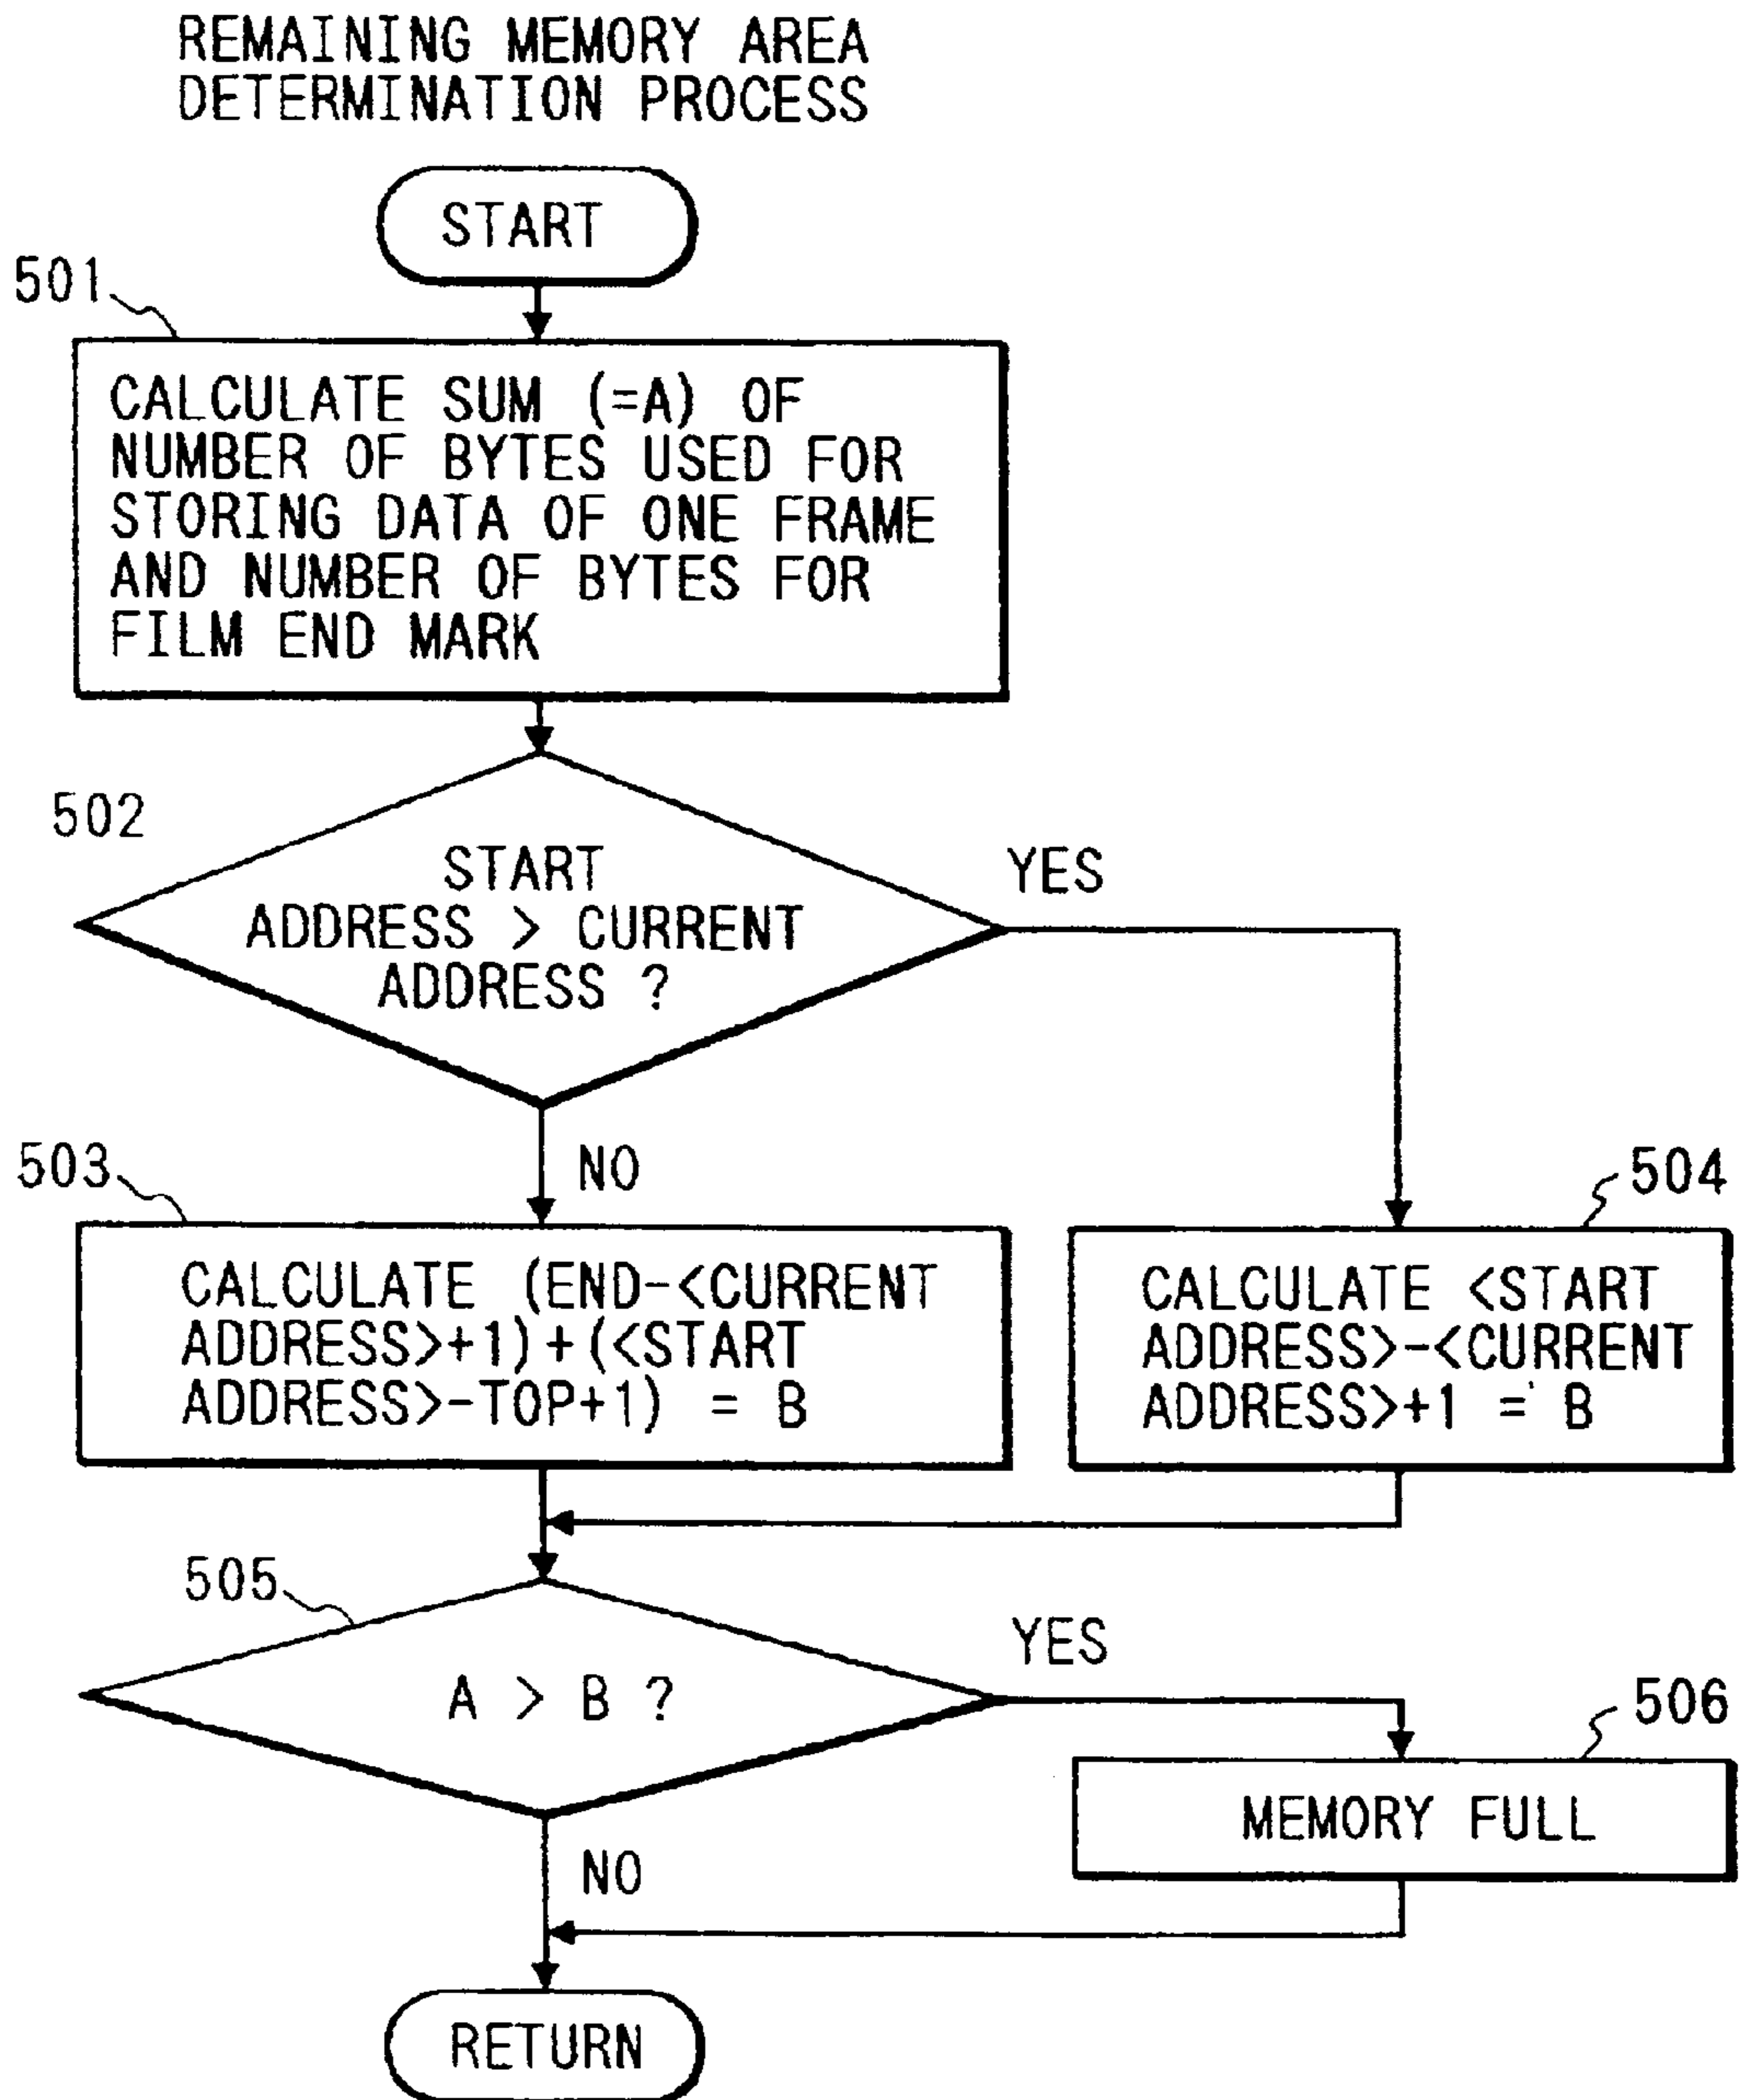 REMAINING MEMORY AREA
DETERMINATION PROCESS
START
501
CALCULATE SUM (=A) OF
NUMBER OF BYTES USED FOR
STORING DATA OF ONE FRAME
AND NUMBER OF BYTES FOR
FILM END MARK
502
START
ADDRESS > CURRENT
ADDRESS ?
YES
NO
503
CALCULATE (END-<CURRENT
ADDRESS>+1)+(<START
ADDRESS>-TOP+1) = B
504
CALCULATE <START
ADDRESS>-<CURRENT
ADDRESS>+1 = B
505
A > B ?
YES
NO
506
MEMORY FULL
RETURN